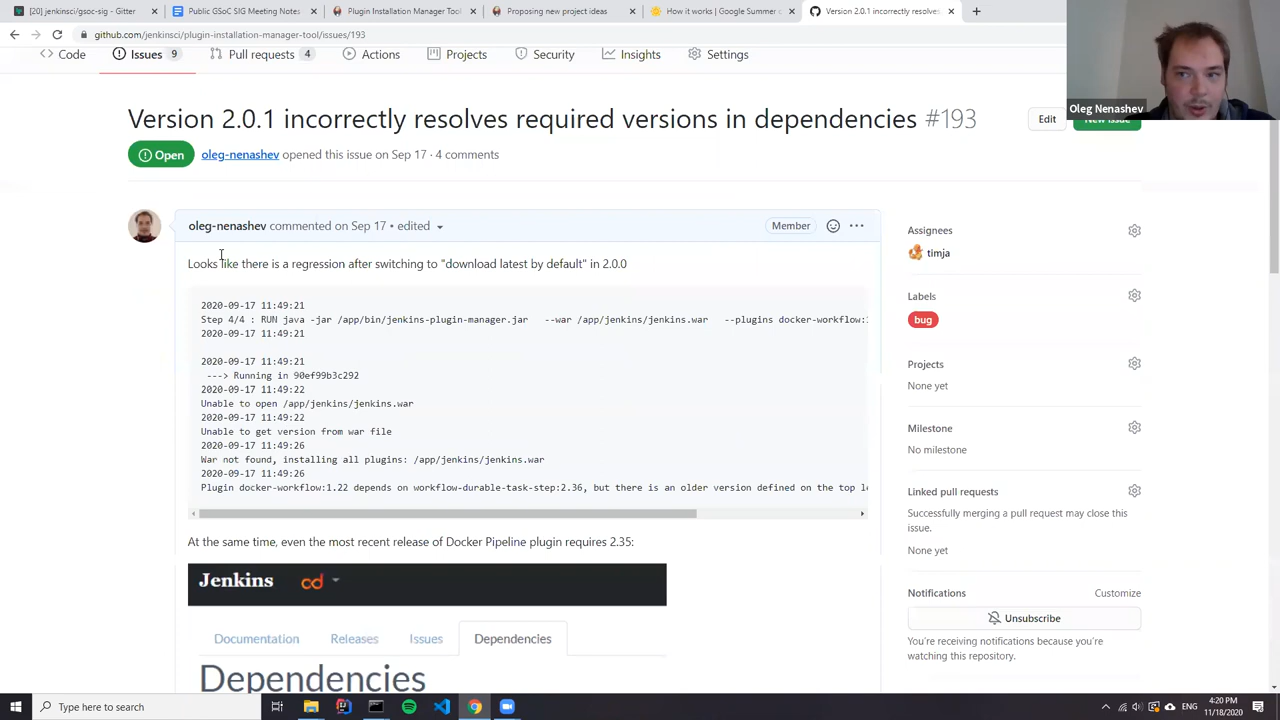 [20] jenkinsci/gsoc-sig - Gitter
Public GSoC SIG Meeting Notes
Plugin Installation Manager Tool
Proposing new project ideas
How it works | Google Summer c
Version 2.0.1 incorrectly resolves
github.com/jenkinsci/plugin-installation-manager-tool/issues/193
Code
Issues 9
Pull requests 4
Actions
Projects
Security
Insights
Settings
Oleg Nenashev
Version 2.0.1 incorrectly resolves required versions in dependencies #193
Edit
New issue
Open
oleg-nenashev opened this issue on Sep 17 · 4 comments
oleg-nenashev commented on Sep 17 • edited
Member
Looks like here is a regression after switching to "download latest by default" in 2.0.0
2020-09-17 11:49:21
Step 4/4 : RUN java -jar /app/bin/jenkins-plugin-manager.jar --war /app/jenkins/jenkins.war --plugins docker-workflow:
2020-09-17 11:49:21
2020-09-17 11:49:21
---> Running in 90ef99b3c292
2020-09-17 11:49:22
Unable to open /app/jenkins/jenkins.war
2020-09-17 11:49:22
Unable to get version from war file
2020-09-17 11:49:26
War not found, installing all plugins: /app/jenkins/jenkins.war
2020-09-17 11:49:26
Plugin docker-workflow:1.22 depends on workflow-durable-task-step:2.36, but there is an older version defined on the top le
At the same time, even the most recent release of Docker Pipeline plugin requires 2.35:
Jenkins cd
Documentation
Releases
Issues
Dependencies
Dependencies
Assignees
timja
Labels
bug
Projects
None yet
Milestone
No milestone
Linked pull requests
Successfully merging a pull request may close this
issue.
None yet
Notifications
Customize
Unsubscribe
You're receiving notifications because you're
watching this repository.
Type here to search
4:20 PM
11/18/2020